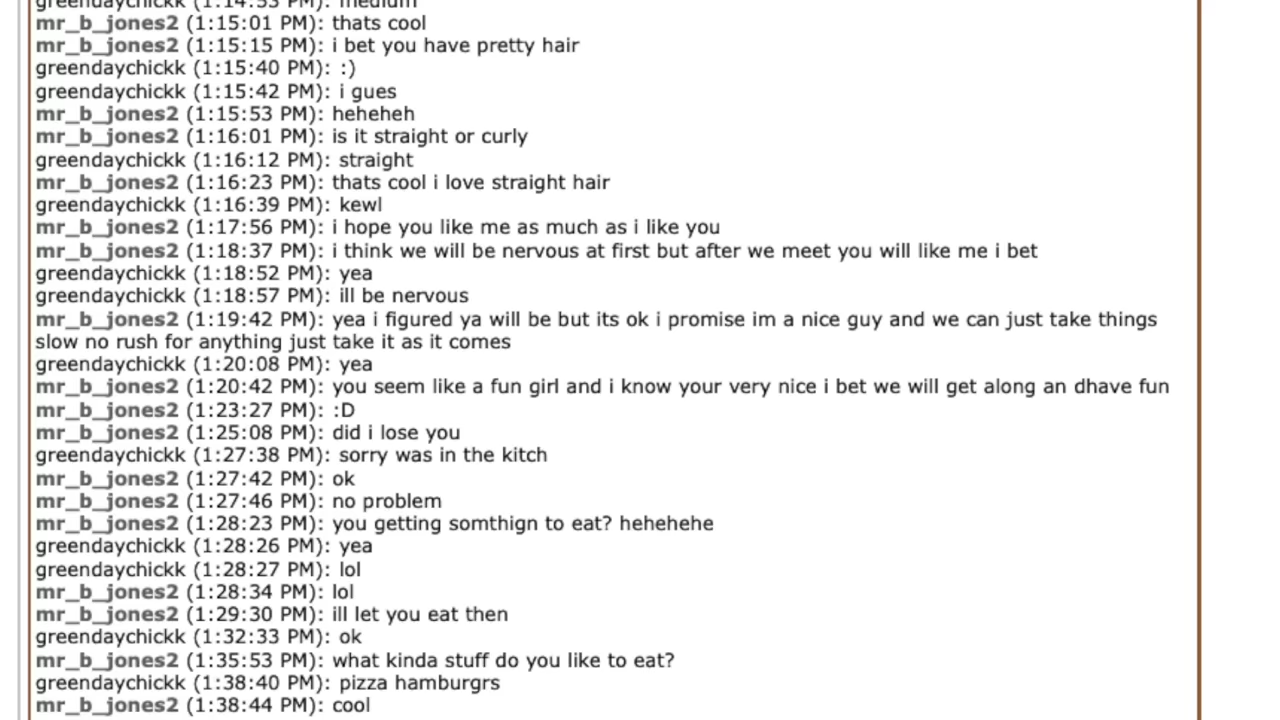 greendaychickk (1:14:53 PM): medium
mr_b_jones2 (1:15:01 PM): thats cool
mr_b_jones2 (1:15:15 PM): i bet you have pretty hair
greendaychickk (1:15:40 PM): :)
greendaychickk (1:15:42 PM): i gues
mr_b_jones2 (1:15:53 PM): heheheh
mr_b_jones2 (1:16:01 PM): is it straight or curly
greendaychickk (1:16:12 PM): straight
mr_b_jones2 (1:16:23 PM): thats cool i love straight hair
greendaychickk (1:16:39 PM): kewl
mr_b_jones2 (1:17:56 PM): i hope you like me as much as i like you
mr_b_jones2 (1:18:37 PM): i think we will be nervous at first but after we meet you will like me i bet
greendaychickk (1:18:52 PM): yea
greendaychickk (1:18:57 PM): ill be nervous
mr_b_jones2 (1:19:42 PM): yea i figured ya will be but its ok i promise im a nice guy and we can just take things
slow no rush for anything just take it as it comes
greendaychickk (1:20:08 PM): yea
mr_b_jones2 (1:20:42 PM): you seem like a fun girl and i know your very nice i bet we will get along an dhave fun
mr_b_jones2 (1:23:27 PM): :D
mr_b_jones2 (1:25:08 PM): did i lose you
greendaychickk (1:27:38 PM): sorry was in the kitch
mr_b_jones2 (1:27:42 PM): ok
mr_b_jones2 (1:27:46 PM): no problem
mr_b_jones2 (1:28:23 PM): you getting somthign to eat? hehehehe
greendaychickk (1:28:26 PM): yea
greendaychickk (1:28:27 PM): lol
mr_b_jones2 (1:28:34 PM): lol
mr_b_jones2 (1:29:30 PM): ill let you eat then
greendaychickk (1:32:33 PM): ok
mr_b_jones2 (1:35:53 PM): what kinda stuff do you like to eat?
greendaychickk (1:38:40 PM): pizza hamburgrs
mr_b_jones2 (1:38:44 PM): cool